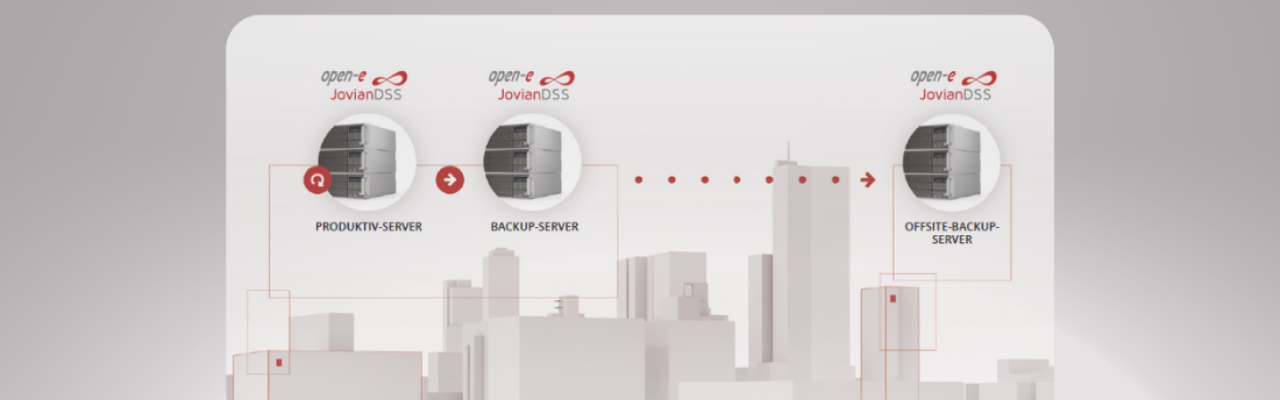 open-e
JovianDSS
open-e
JovianDSS
open-e
JovianDSS
PRODUKTIV-SERVER
BACKUP-SERVER
OFFSITE-BACKUP-
SERVER